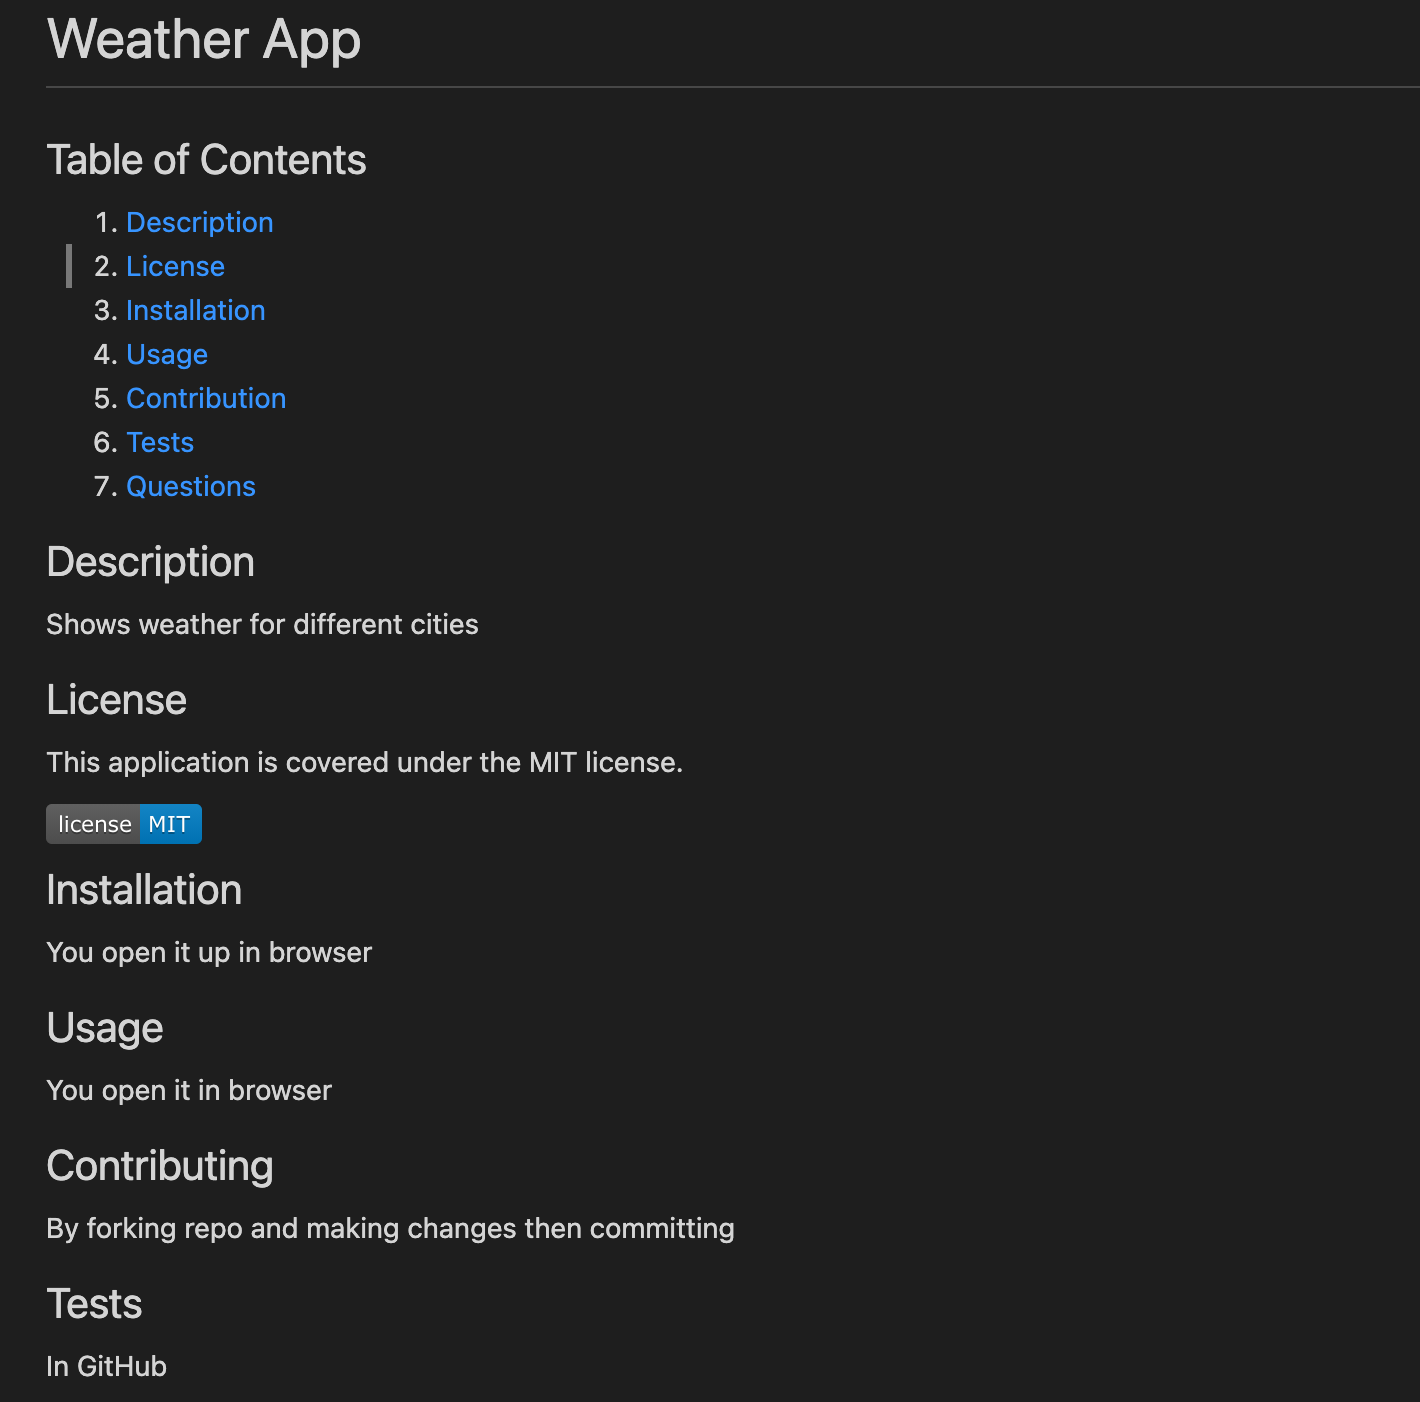 Weather App
Table of Contents
1. Description
2. License
3. Installation
4. Usage
5. Contribution
6. Tests
7. Questions
Description
Shows weather for different cities
License
This application is covered under the MIT license.
license MIT
Installation
You open it up in browser
Usage
You open it in browser
Contributing
By forking repo and making changes then committing
Tests
In GitHub